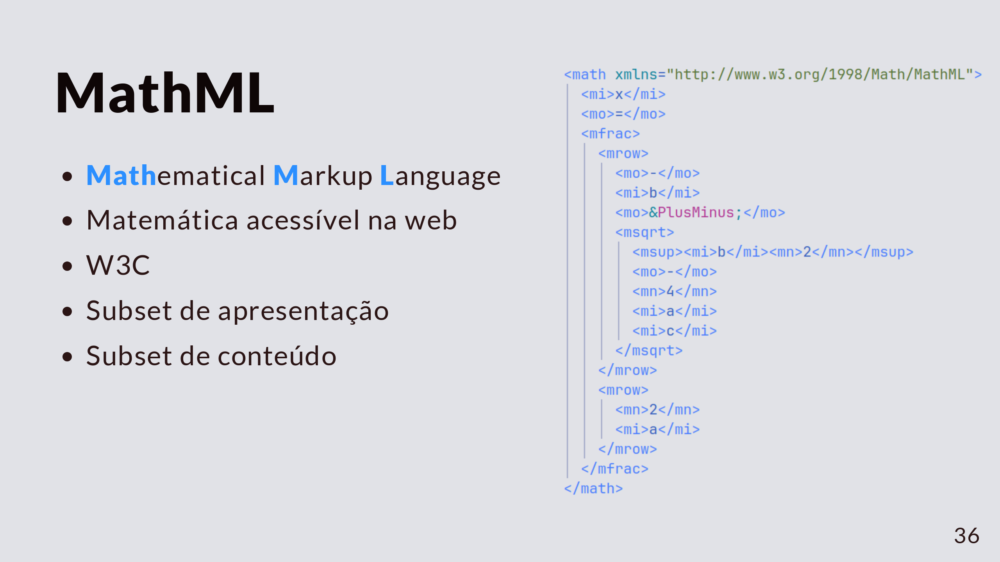 MathML
• Mathematical Markup Language
• Matemática acessível na web
• W3C
• Subset de apresentação
• Subset de conteúdo
<math xmlns="http://www.w3.org/1998/Math/MathML">
<mi>x</mi>
<mo>=</mo>
<mfrac>
<mrow>
<mo>-</mo>
<mi>b</mi>
<mo>&PlusMinus;</mo>
<msqrt>
<msup><mi>b</mi><mn>2</mn></msup>
<mo>-</mo>
<mn>4</mn>
<mi>a</mi>
<mi>c</mi>
</msqrt>
</mrow>
<mrow>
<mn>2</mn>
<mi>a</mi>
</mrow>
</mfrac>
</math>
36